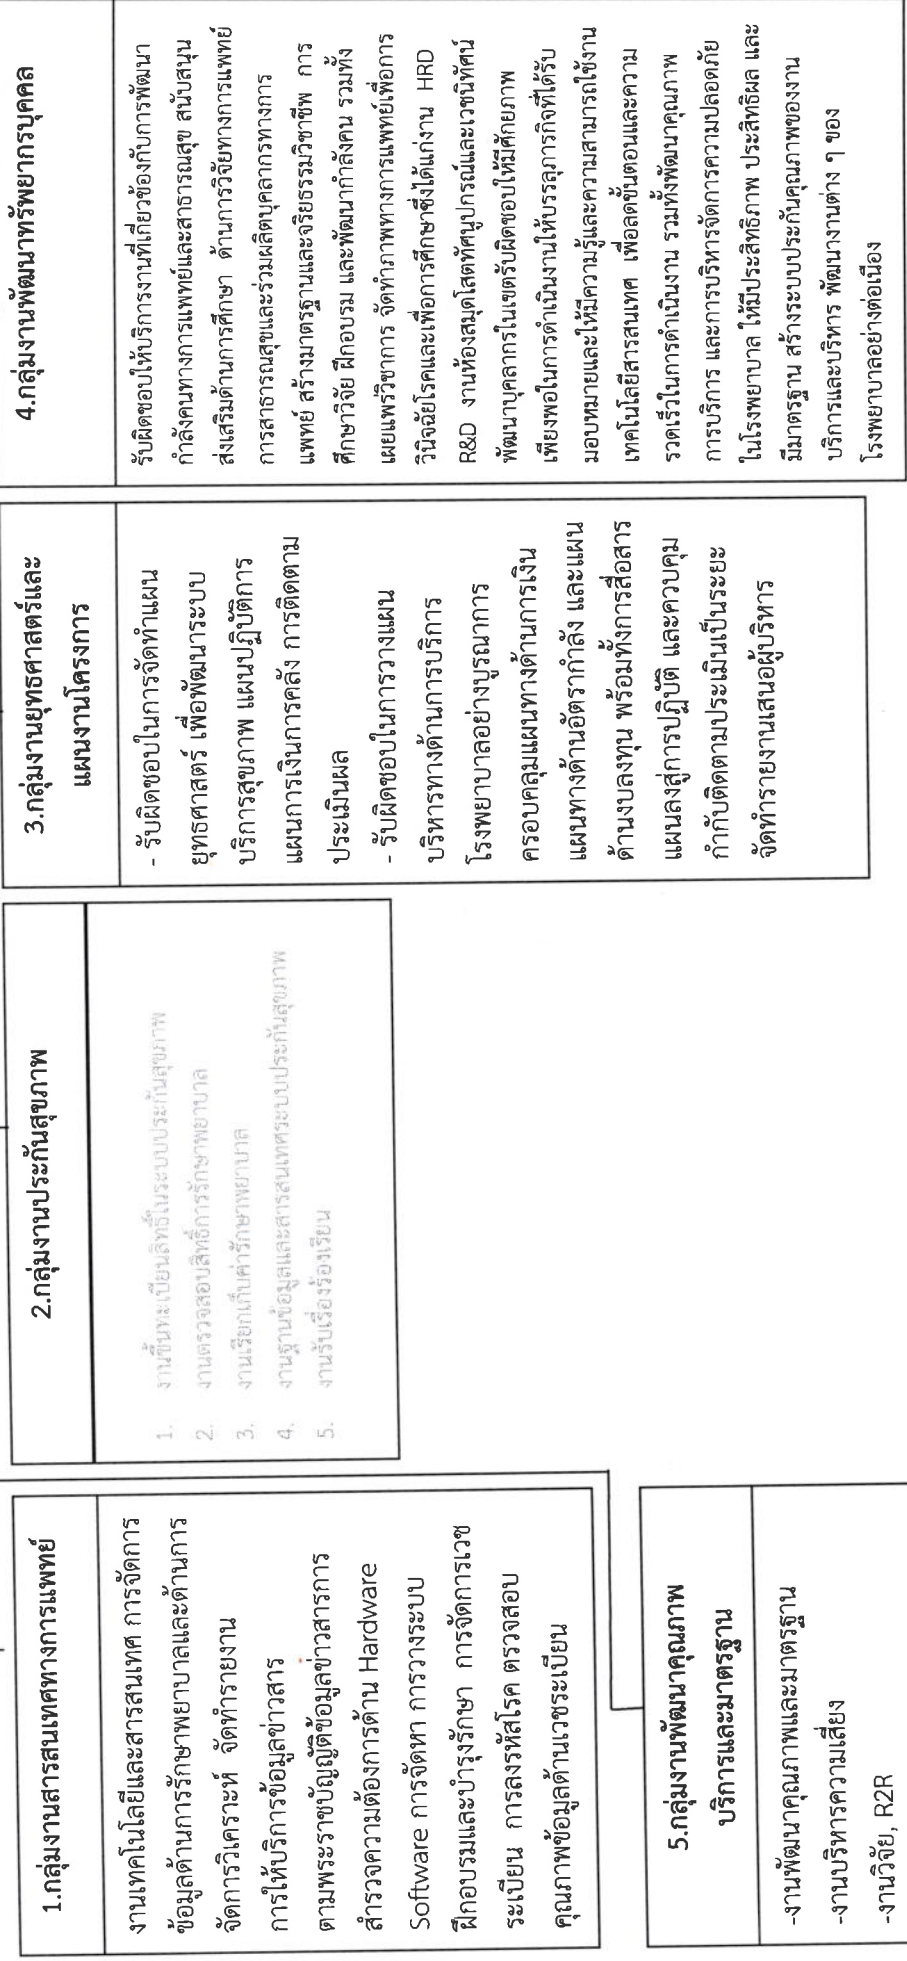 1.กลุ่มงานสารสนเทศทางการแพทย์
งานเทคโนโลยีและสารสนเทศ การจัดการ
ข้อมูลด้านการรักษาพยาบาลและด้านการ
จัดการวิเคราะห์ จัดทำรายงาน
การให้บริการข้อมูลข่าวสาร
ตามพระราชบัญญัติข้อมูลข่าวสารการ
สำรวจความต้องการด้าน Hardware
Software การจัดหา การวางระบบ
ฝึกอบรมและบำรุงรักษา การจัดการเวช
ระเบียน การลงรหัสโรค ตรวจสอบ
คุณภาพข้อมูลด้านเวชระเบียน
2.กลุ่มงานประกันสุขภาพ
1. งานขึ้นทะเบียนสิทธิ์ในระบบประกันสุขภาพ
2. งานตรวจสอบสิทธิ์การรักษาพยาบาล
3. งานเรียกเก็บค่ารักษาพยาบาล
4. งานฐานข้อมูลและสารสนเทศระบบประกันสุขภาพ
5. งานรับเรื่องร้องเรียน
3.กลุ่มงานยุทธศาสตร์และ
แผนงานโครงการ
- รับผิดชอบในการจัดทำแผน
ยุทธศาสตร์ เพื่อพัฒนาระบบ
บริการสุขภาพ แผนปฏิบัติการ
แผนการเงินการคลัง การติดตาม
ประเมินผล
- รับผิดชอบในการวางแผน
บริหารทางด้านการบริการ
โรงพยาบาลอย่างบูรณาการ
ครอบคลุมแผนทางด้านการเงิน
แผนทางด้านอัตรากำลัง และแผน
ด้านงบลงทุน พร้อมทั้งการสื่อสาร
แผนลงสู่การปฏิบัติ และควบคุม
กำกับติดตามประเมินเป็นระยะ
จัดทำรายงานเสนอผู้บริหาร
4.กลุ่มงานพัฒนาทรัพยากรบุคคล
รับผิดชอบให้บริการงานที่เกี่ยวข้องกับการพัฒนา
กำลังคนทางการแพทย์และสาธารณสุข สนับสนุน
ส่งเสริมด้านการศึกษา ด้านการวิจัยทางการแพทย์
การสาธารณสุขและร่วมผลิตบุคลากรทางการ
แพทย์ สร้างมาตรฐานและจริยธรรมวิชาชีพ การ
ศึกษาวิจัย ฝึกอบรม และพัฒนากำลังคน รวมทั้ง
เผยแพร่วิชาการ จัดทำภาพทางการแพทย์เพื่อการ
วินิจฉัยโรคและเพื่อการศึกษาซึ่งได้แก่งาน HRD
R&D งานห้องสมุดโสตทัศนูปกรณ์และเวชนิทัศน์
พัฒนาบุคลากรในเขตรับผิดชอบให้มีศักยภาพ
เพียงพอในการดำเนินงานให้บรรลุภารกิจที่ได้รับ
มอบหมายและให้มีความรู้และความสามารถใช้งาน
เทคโนโลยีสารสนเทศ เพื่อลดขั้นตอนและความ
รวดเร็วในการดำเนินงาน รวมทั้งพัฒนาคุณภาพ
การบริการ และการบริหารจัดการความปลอดภัย
ในโรงพยาบาล ให้มีประสิทธิภาพ ประสิทธิผล และ
มีมาตรฐาน สร้างระบบประกันคุณภาพของงาน
บริการและบริหาร พัฒนางานต่าง ๆ ของ
โรงพยาบาลอย่างต่อเนื่อง
5.กลุ่มงานพัฒนาคุณภาพ
บริการและมาตรฐาน
-งานพัฒนาคุณภาพและมาตรฐาน
-งานบริหารความเสี่ยง
-งานวิจัย, R2R